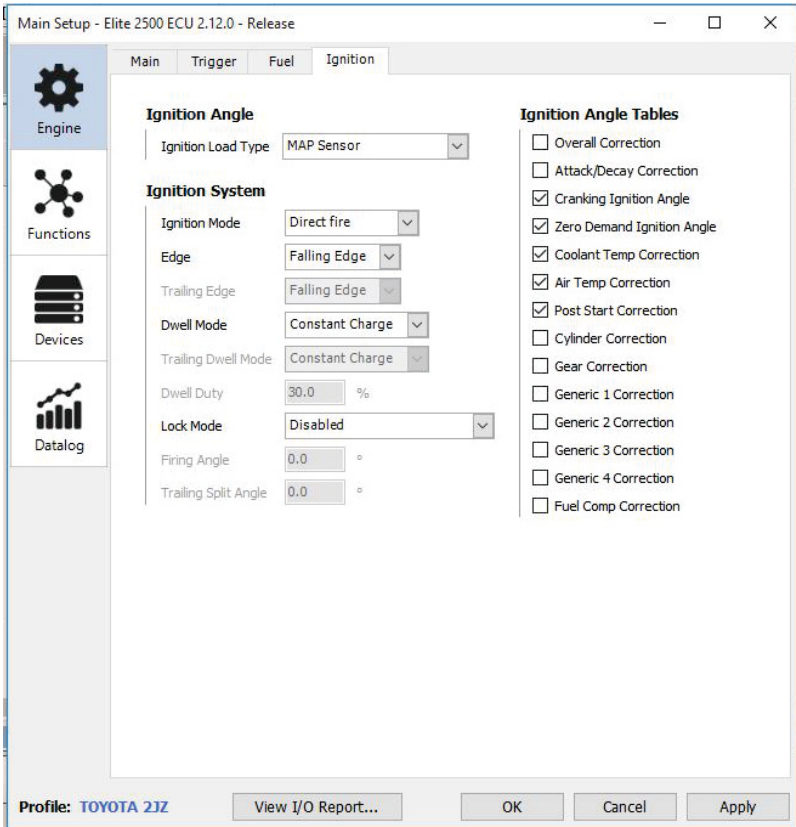 Main Setup - Elite 2500 ECU 2.12.0 - Release
Main Trigger Fuel Ignition
Engine
Functions
Devices
Datalog
Ignition Angle
Ignition Load Type MAP Sensor
Ignition System
Ignition Mode Direct fire
Edge Falling Edge
Trailing Edge Falling Edge
Dwell Mode Constant Charge
Trailing Dwell Mode Constant Charge
Dwell Duty 30.0 %
Lock Mode Disabled
Firing Angle 0.0 °
Trailing Split Angle 0.0 °
Ignition Angle Tables
Overall Correction
Attack/Decay Correction
Cranking Ignition Angle
Zero Demand Ignition Angle
Coolant Temp Correction
Air Temp Correction
Post Start Correction
Cylinder Correction
Gear Correction
Generic 1 Correction
Generic 2 Correction
Generic 3 Correction
Generic 4 Correction
Fuel Comp Correction
Profile: TOYOTA 2JZ View I/O Report... OK Cancel Apply